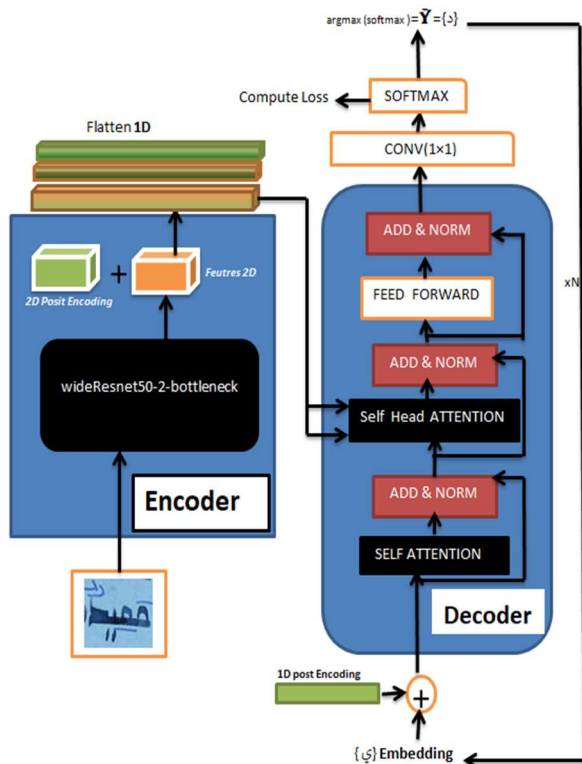 argmax (softmax )=Ȳ={د}
SOFTMAX
Compute Loss
CONV(1×1)
Flatten 1D
ADD & NORM
xN
FEED FORWARD
2D Posit Encoding
+
Feutres 2D
ADD & NORM
wideResnet50-2-bottleneck
Self Head ATTENTION
ADD & NORM
Encoder
SELF ATTENTION
Decoder
1D post Encoding
+
{ي} Embedding